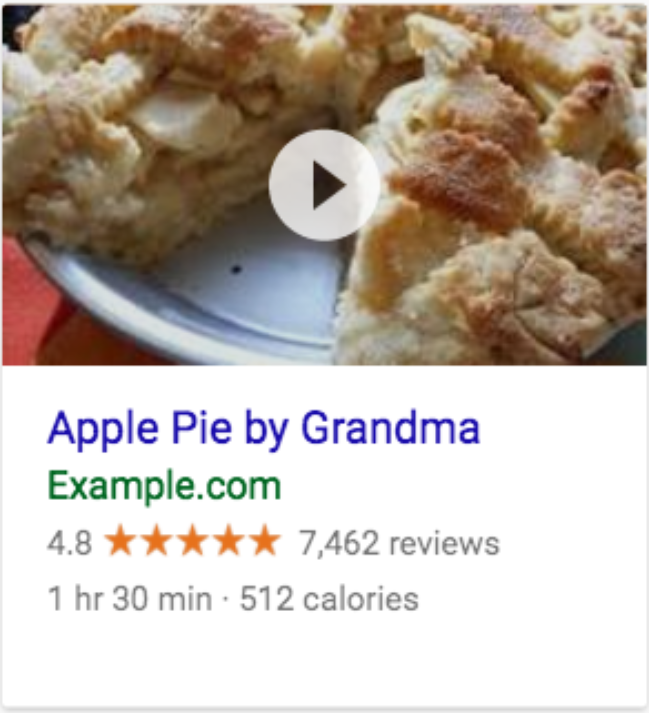 Apple Pie by Grandma
Example.com
4.8 ★★★★★ 7,462 reviews
1 hr 30 min · 512 calories